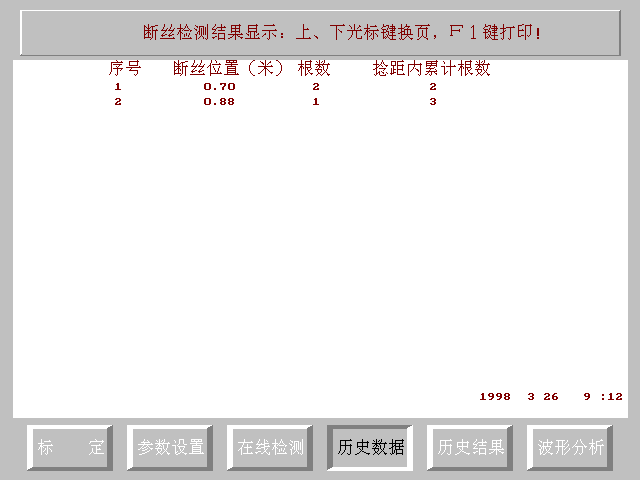 断丝检测结果显示：上、下光标键换页，F1键打印！
序号 断丝位置（米） 根数 捻距内累计根数
1 0.70 2 2
2 0.88 1 3
1998 3 26 9 :12
标 定 参数设置 在线检测 历史数据 历史结果 波形分析